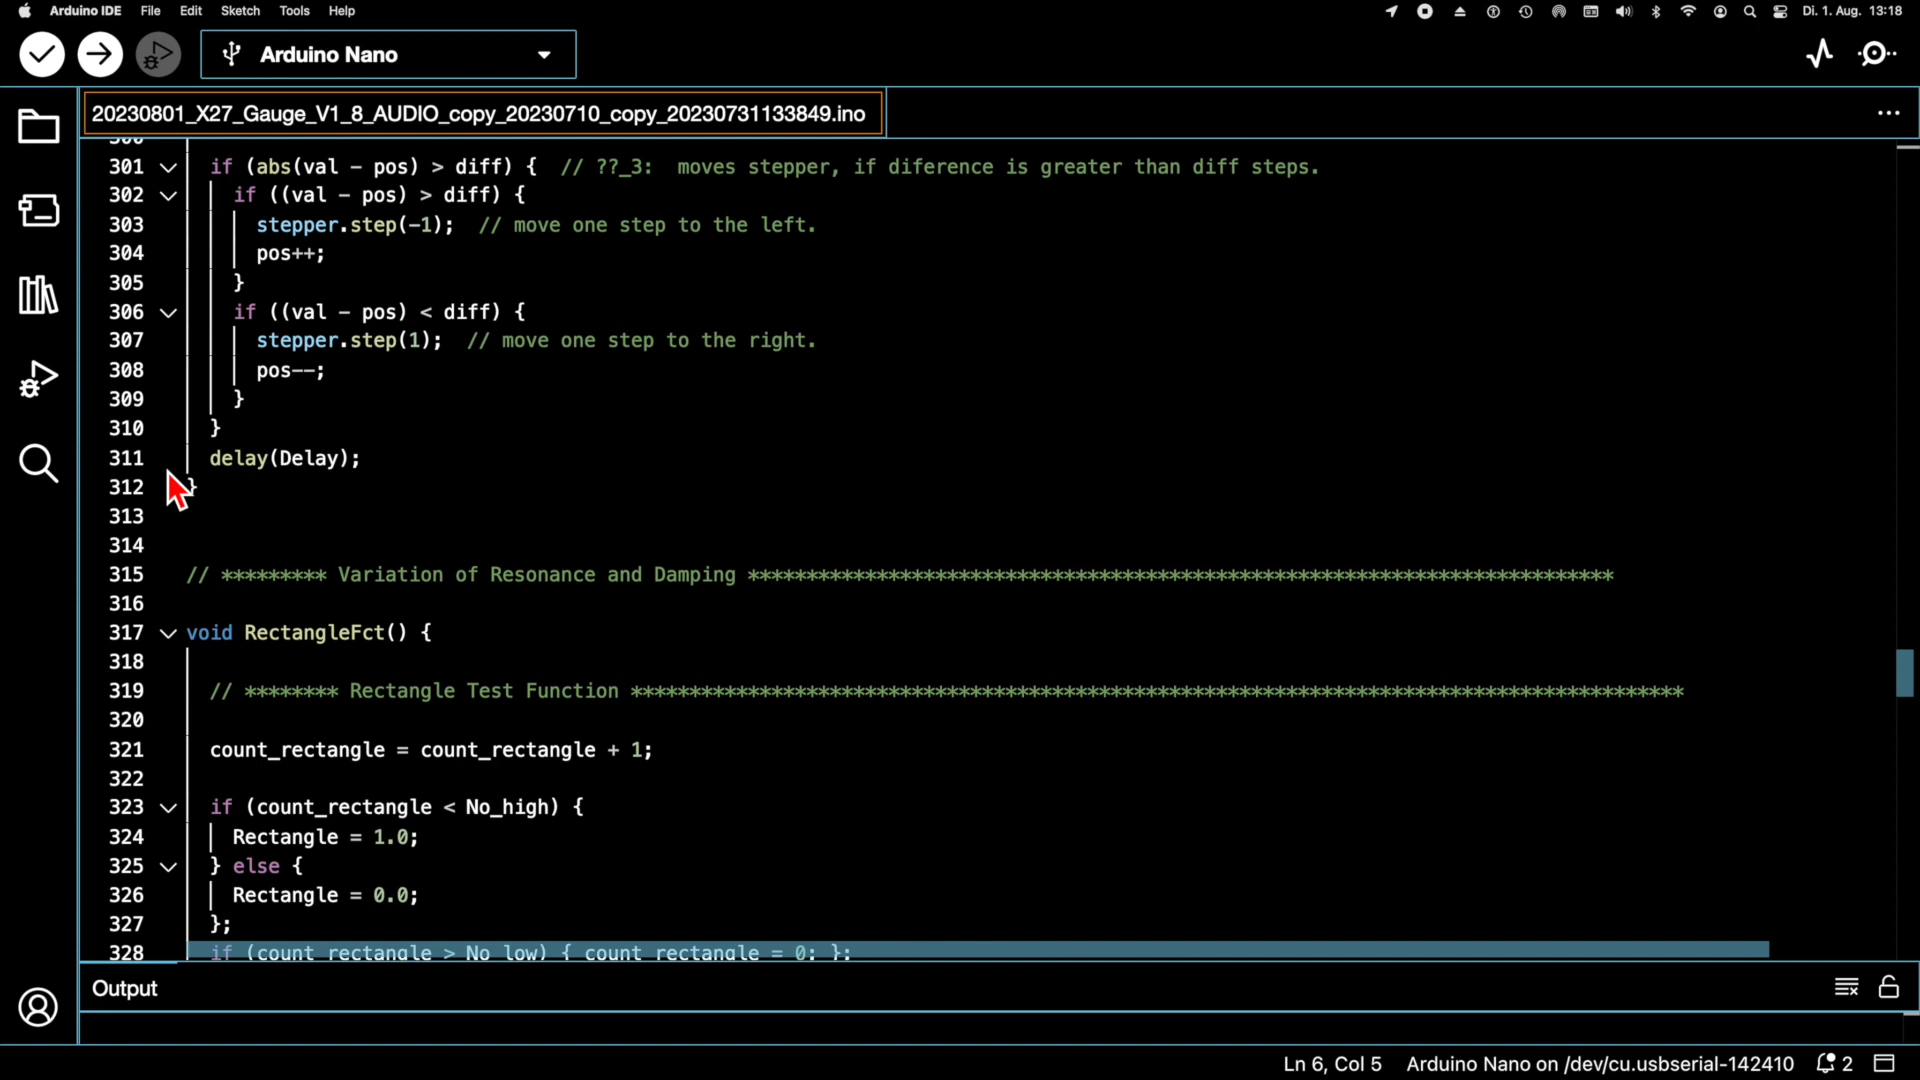 Arduino IDE File Edit Sketch Tools Help Di. 1. Aug. 13:18
Arduino Nano
20230801_X27_Gauge_V1_8_AUDIO_copy_20230710_copy_20230731133849.ino
300
301 if (abs(val - pos) > diff) { // ??_3: moves stepper, if diference is greater than diff steps.
302 if ((val - pos) > diff) {
303 stepper.step(-1); // move one step to the left.
304 pos++;
305 }
306 if ((val - pos) < diff) {
307 stepper.step(1); // move one step to the right.
308 pos--;
309 }
310 }
311 delay(Delay);
312 }
313
314
315 // ********* Variation of Resonance and Damping **************************************************************************
316
317 void RectangleFct() {
318
319 // ******** Rectangle Test Function ******************************************************************************************
320
321 count_rectangle = count_rectangle + 1;
322
323 if (count_rectangle < No_high) {
324 Rectangle = 1.0;
325 } else {
326 Rectangle = 0.0;
327 };
328 if (count_rectangle > No_low) { count_rectangle = 0; };
Output
Ln 6, Col 5 Arduino Nano on /dev/cu.usbserial-142410 2